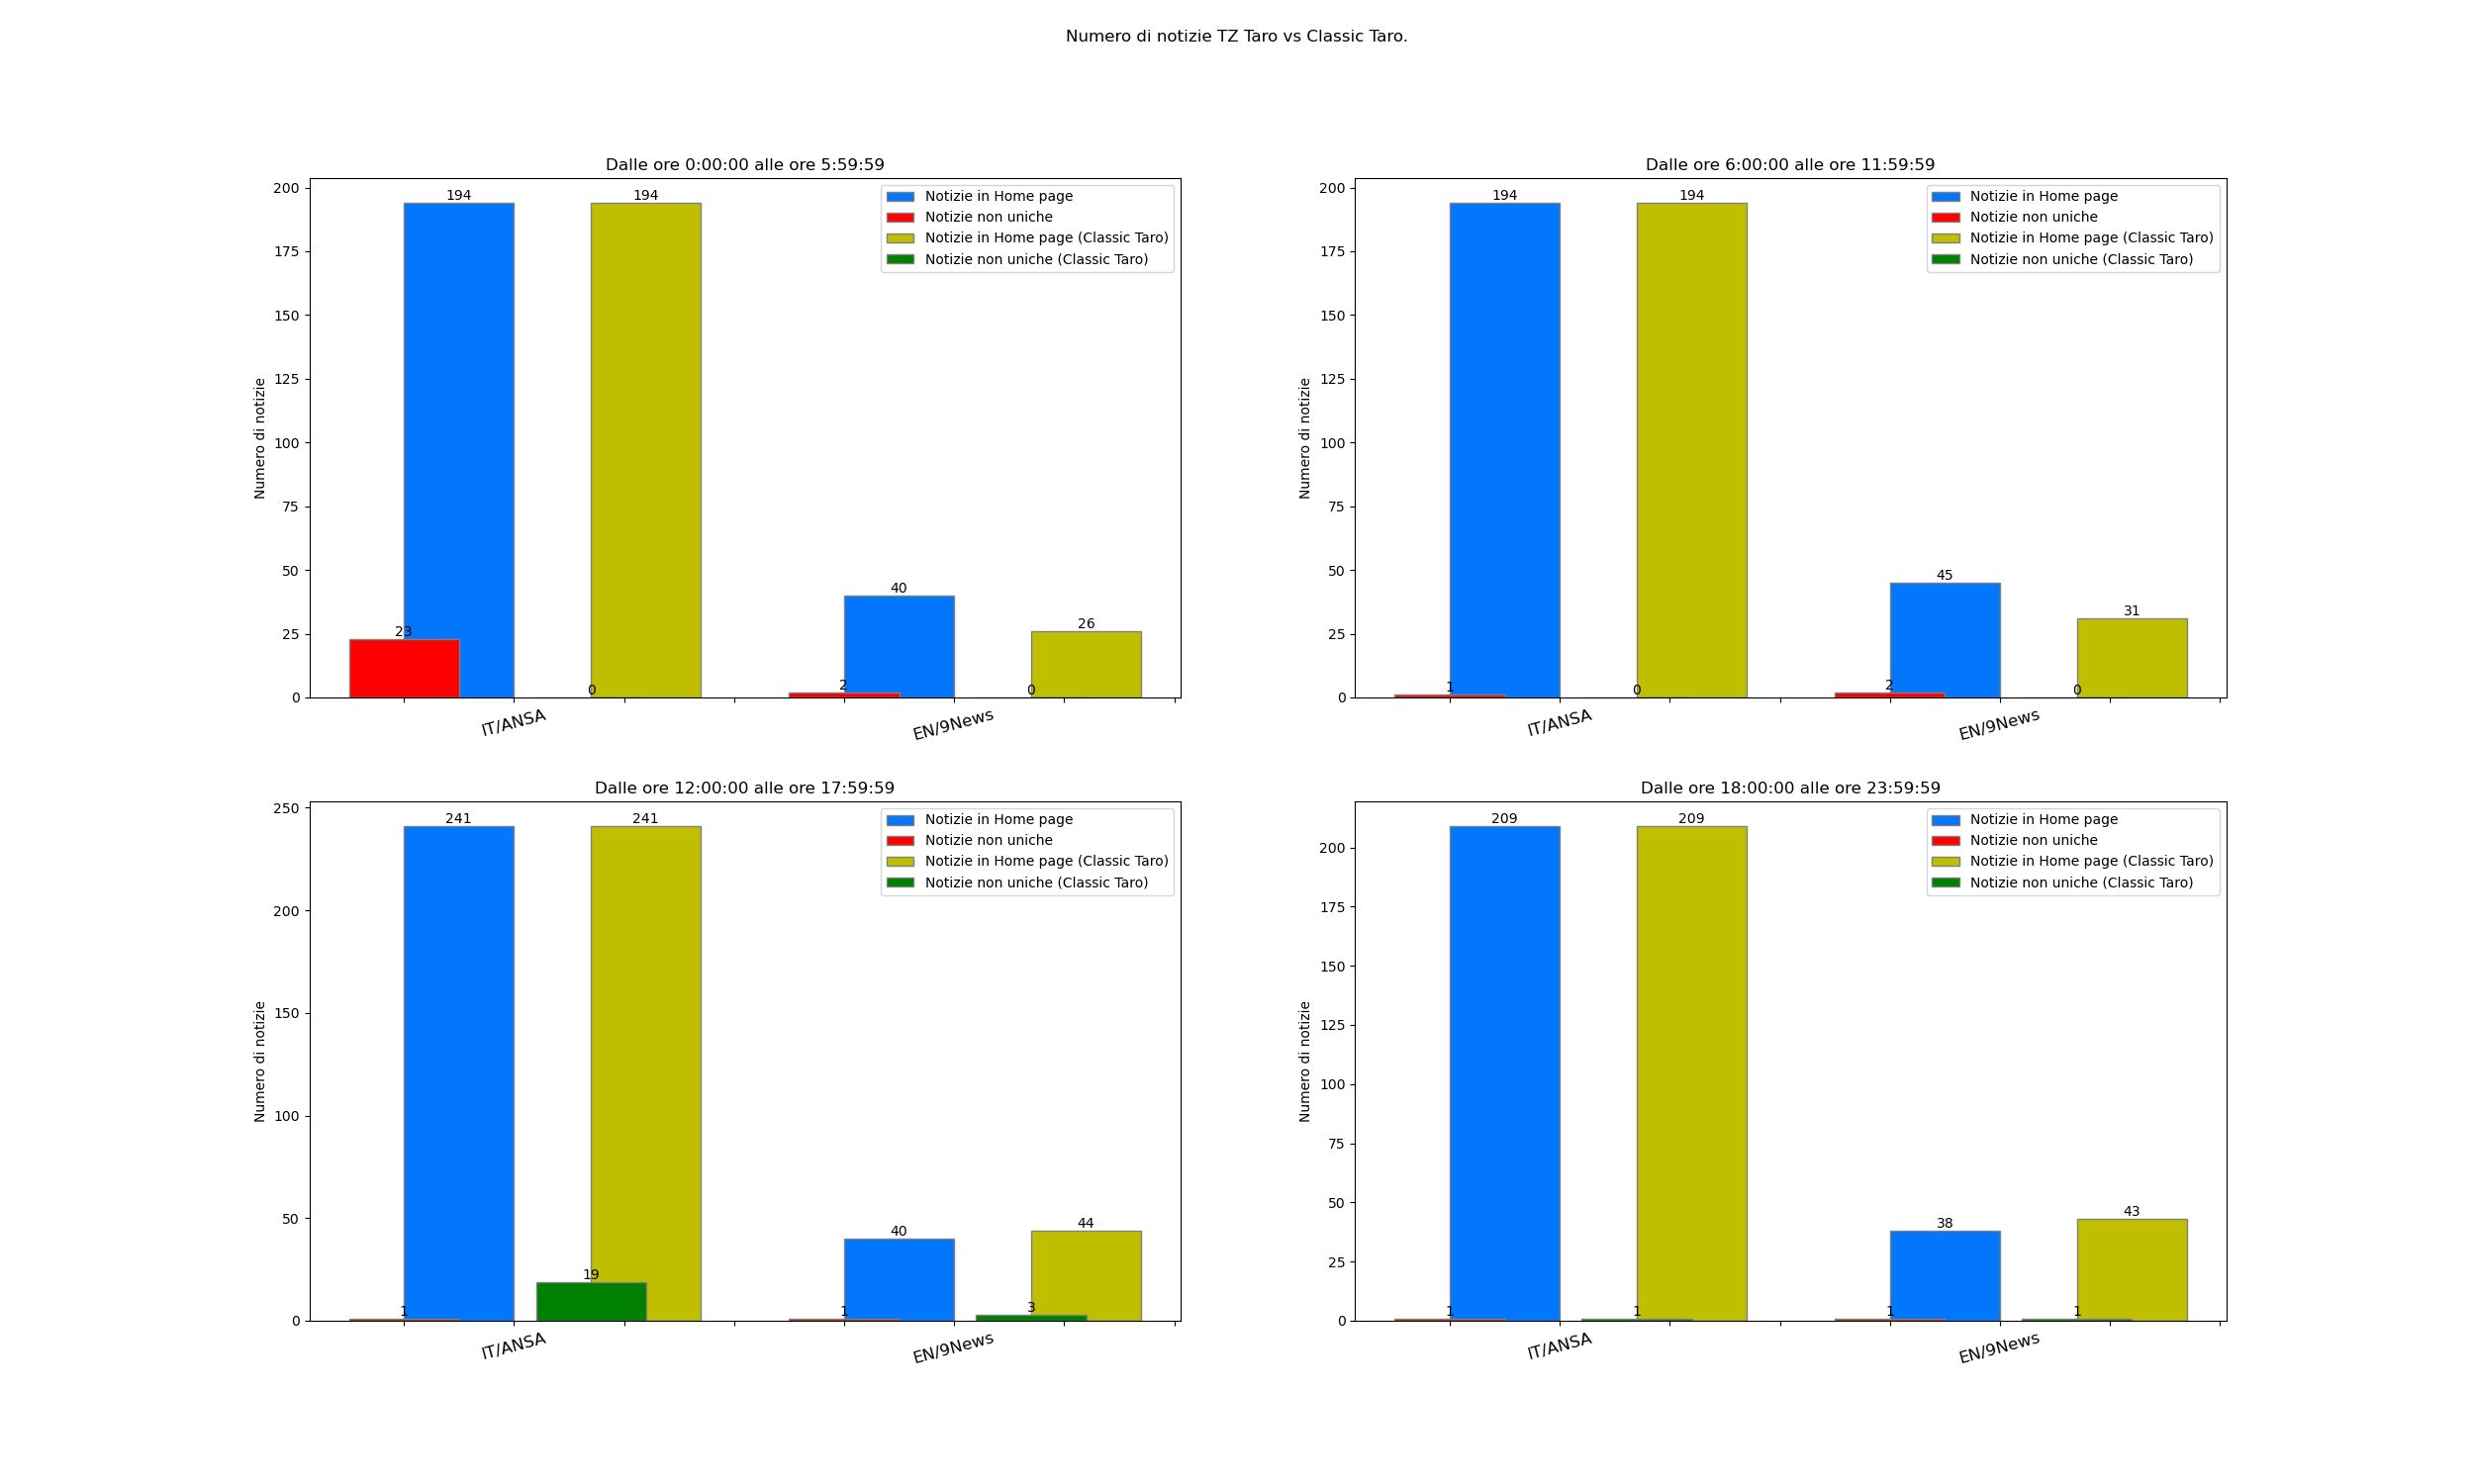 Numero di notizie TZ Taro vs Classic Taro.
Dalle ore 0:00:00 alle ore 5:59:59
Numero di notizie
200
175
150
125
100
75
50
25
0
194
194
23
0
40
26
2
0
Notizie in Home page
Notizie non uniche
Notizie in Home page (Classic Taro)
Notizie non uniche (Classic Taro)
IT/ANSA
EN/9News
Dalle ore 6:00:00 alle ore 11:59:59
Numero di notizie
200
175
150
125
100
75
50
25
0
194
194
1
0
45
31
2
0
Notizie in Home page
Notizie non uniche
Notizie in Home page (Classic Taro)
Notizie non uniche (Classic Taro)
IT/ANSA
EN/9News
Dalle ore 12:00:00 alle ore 17:59:59
Numero di notizie
250
200
150
100
50
0
241
241
1
19
40
44
1
3
Notizie in Home page
Notizie non uniche
Notizie in Home page (Classic Taro)
Notizie non uniche (Classic Taro)
IT/ANSA
EN/9News
Dalle ore 18:00:00 alle ore 23:59:59
Numero di notizie
200
175
150
125
100
75
50
25
0
209
209
1
1
38
43
1
1
Notizie in Home page
Notizie non uniche
Notizie in Home page (Classic Taro)
Notizie non uniche (Classic Taro)
IT/ANSA
EN/9News